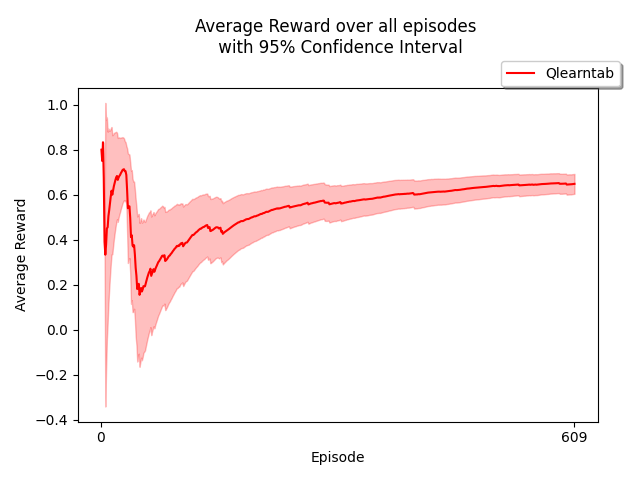 Average Reward over all episodes
with 95% Confidence Interval
Qlearntab
1.0
0.8
0.6
0.4
0.2
0.0
−0.2
−0.4
Average Reward
0
609
Episode